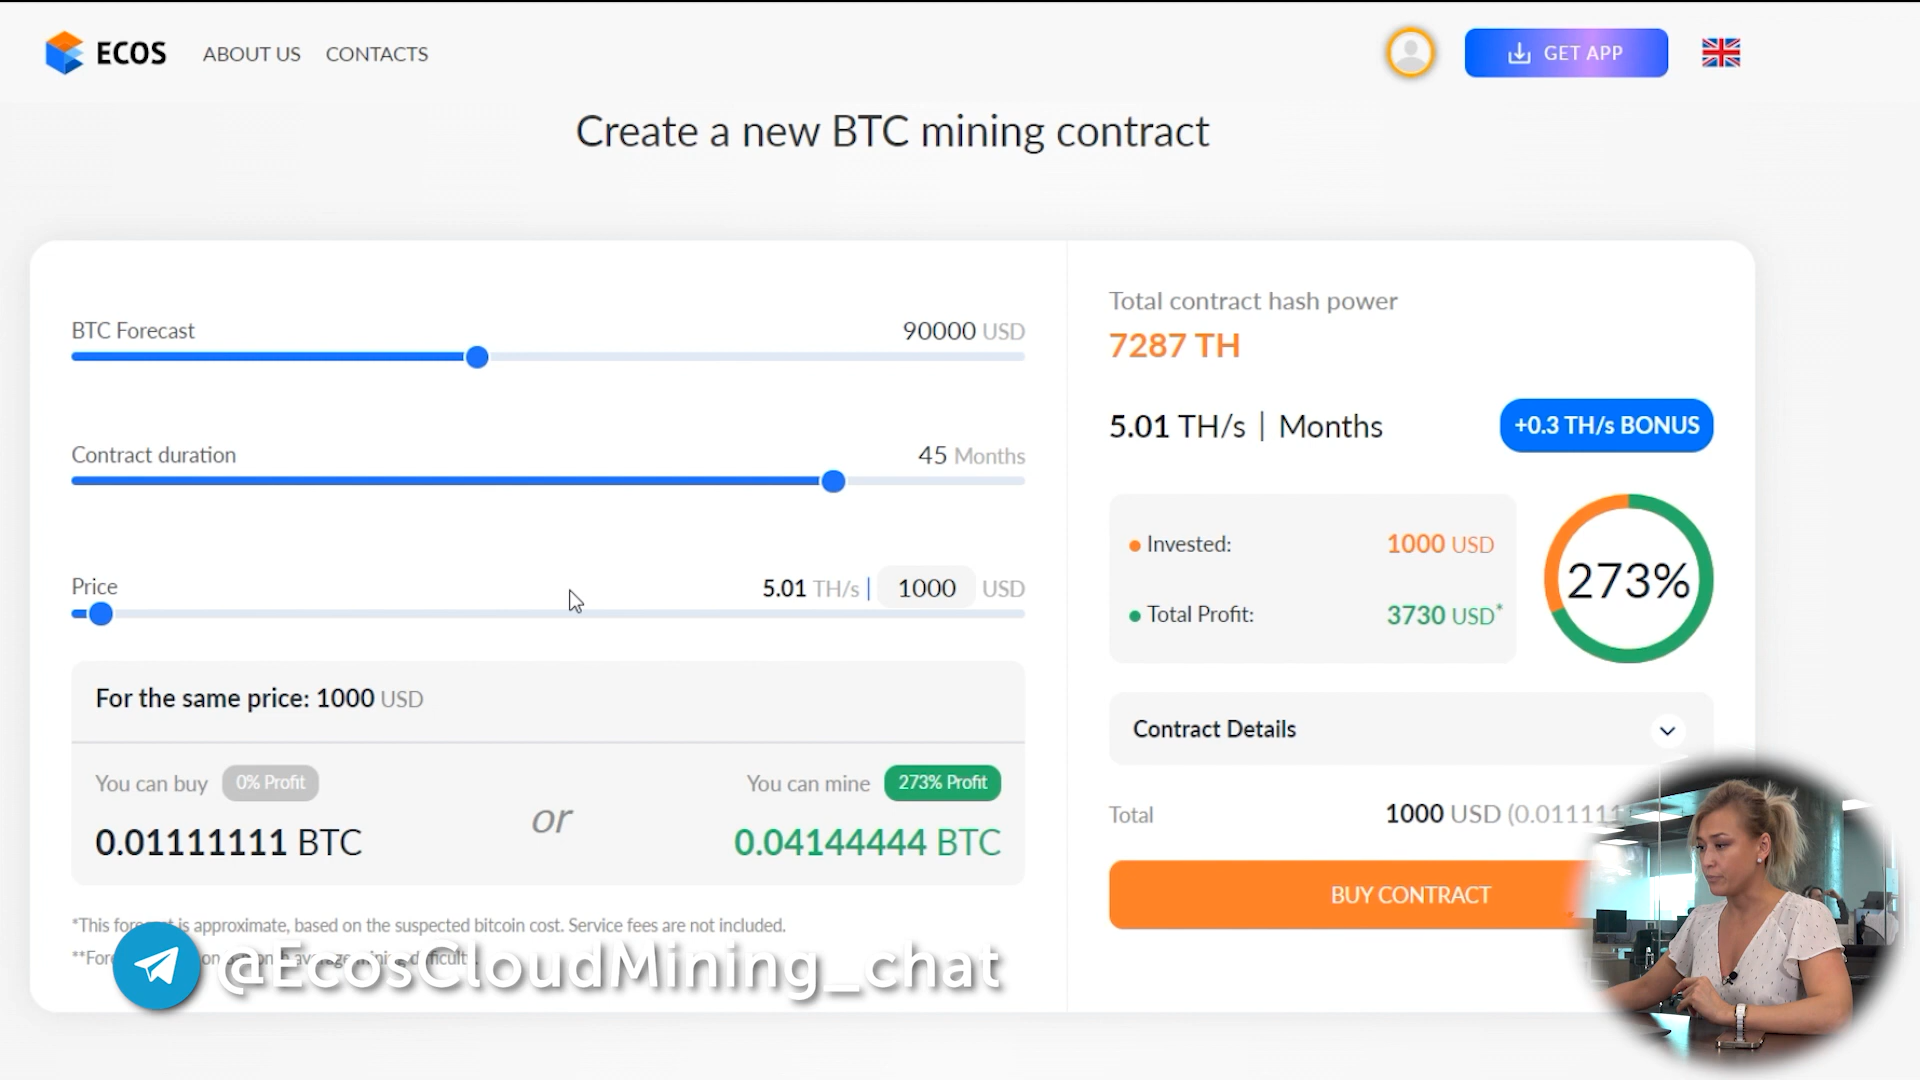 ECOS ABOUT US CONTACTS GET APP
Create a new BTC mining contract
BTC Forecast 90000 USD
Contract duration 45 Months
Price 5.01 TH/s | 1000 USD
For the same price: 1000 USD
You can buy 0% Profit
0.01111111 BTC
or
You can mine 273% Profit
0.04144444 BTC
*This forecast is approximate, based on the suspected bitcoin cost. Service fees are not included.
@EcosCloudMining_chat
Total contract hash power
7287 TH
5.01 TH/s | Months +0.3 TH/s BONUS
Invested: 1000 USD
Total Profit: 3730 USD*
273%
Contract Details
Total 1000 USD
BUY CONTRACT